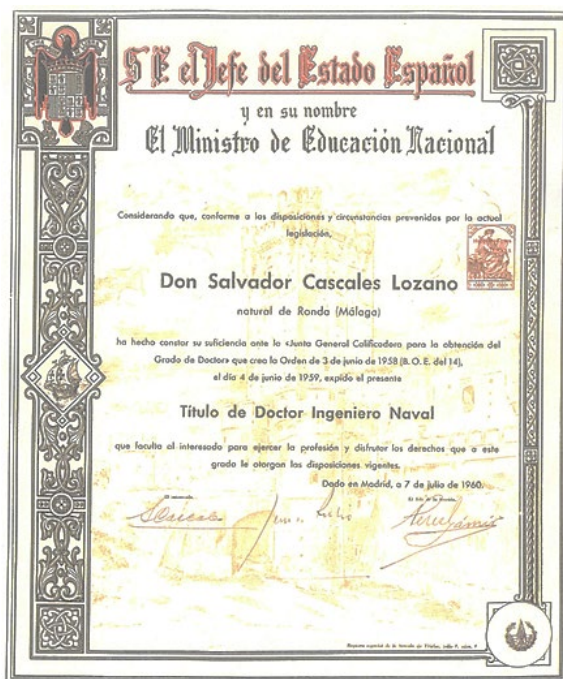 S. E. el Jefe del Estado Español
y en su nombre
El Ministro de Educación Nacional
Considerando que, conforme a las disposiciones y circunstancias prevenidas por la actual
legislación,
Don Salvador Cascales Lozano
natural de Ronda (Málaga)
ha hecho constar su suficiencia ante la «Junta General Calificadora para la obtención del
Grado de Doctor» que crea la Orden de 3 de junio de 1958 (B. O. E. del 14),
el día 4 de junio de 1959, expido el presente
Título de Doctor Ingeniero Naval
que faculta al interesado para ejercer la profesión y disfrutar los derechos que a este
grado le otorgan las disposiciones vigentes.
Dado en Madrid, a 7 de julio de 1960.
El interesado,
SCascales